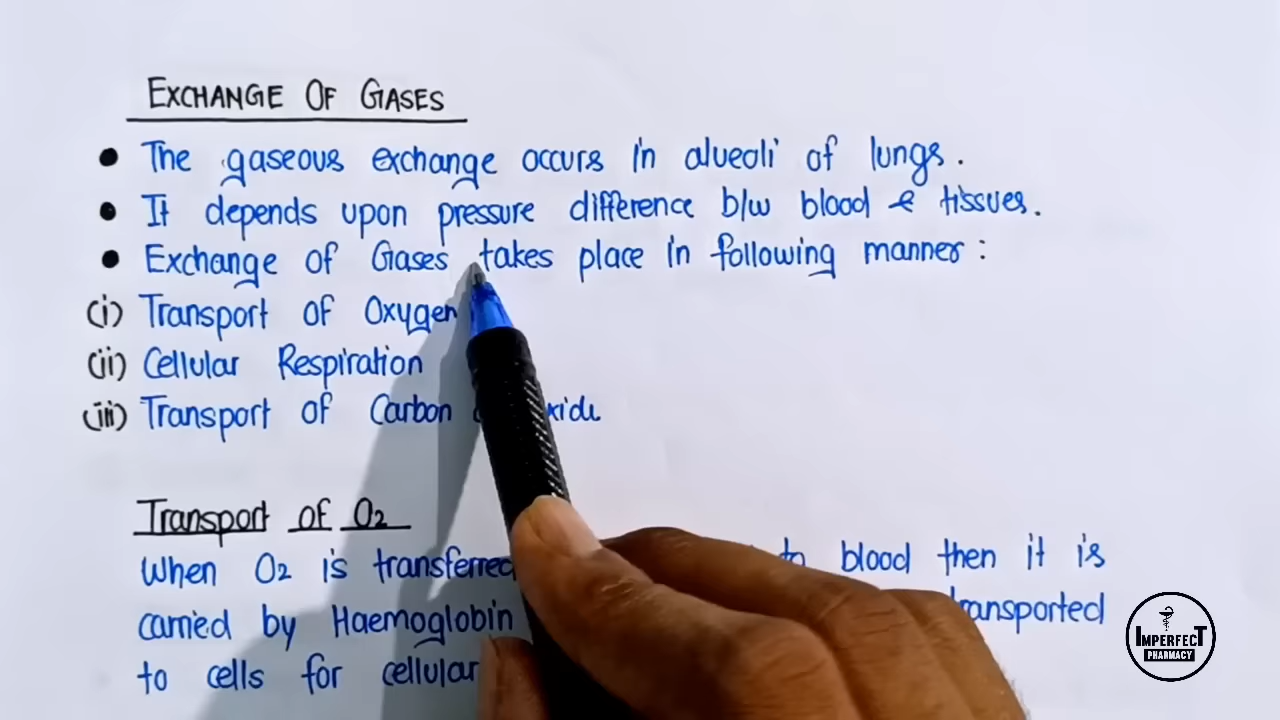 EXCHANGE OF GASES
• The gaseous exchange occurs in alveoli of lungs.
• It depends upon pressure difference b/w blood & tissues.
• Exchange of Gases takes place in following manner:
(i) Transport of Oxygen
(ii) Cellular Respiration
(iii) Transport of Carbon
Transport of O2
When O2 is transferred to blood then it is
carried by Haemoglobin transported
to cells for cellular
IMPERFECT
PHARMACY